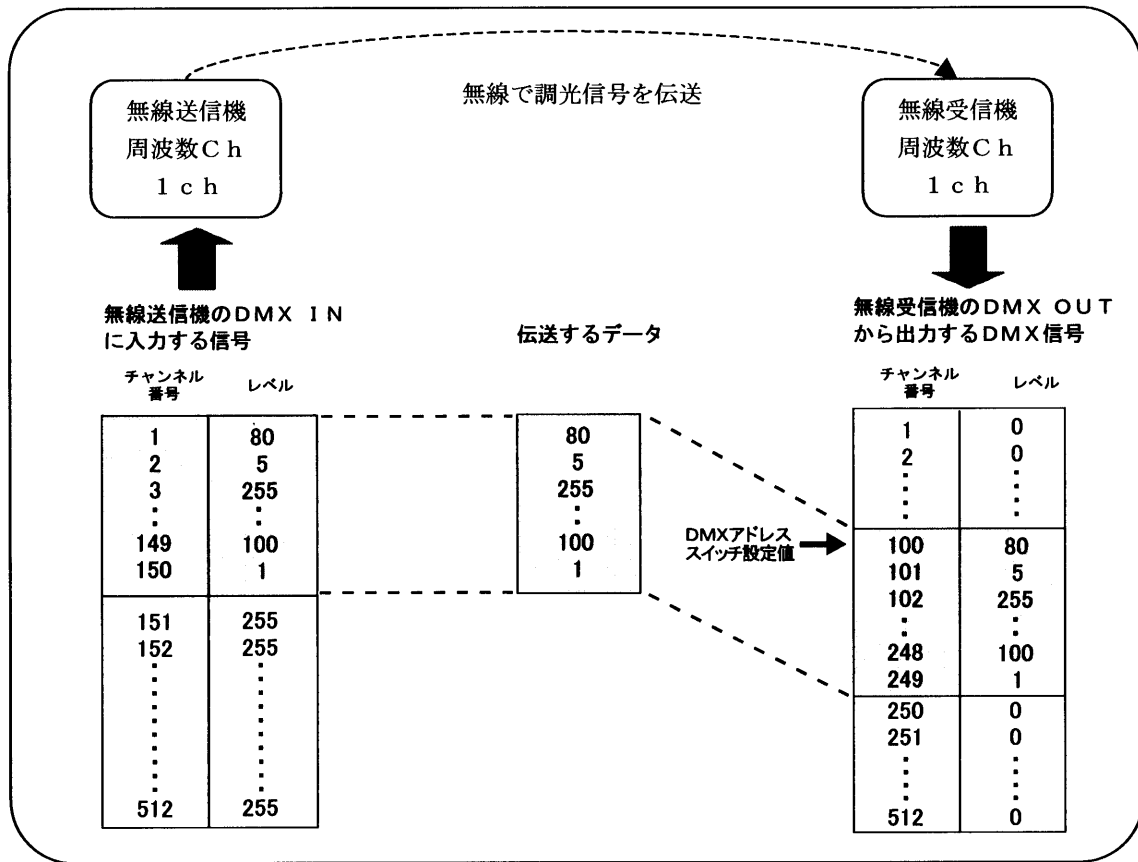 無線送信機
周波数Ch
1ch
無線で調光信号を伝送
無線受信機
周波数Ch
1ch
無線送信機のDMX IN
に入力する信号
伝送するデータ
無線受信機のDMX OUT
から出力するDMX信号
チャンネル
番号
レベル
1 80
2 5
3 255
149 100
150 1
151 255
152 255
512 255
80
5
255
100
1
DMXアドレス
スイッチ設定値
チャンネル
番号
レベル
1 0
2 0
100 80
101 5
102 255
248 100
249 1
250 0
251 0
512 0